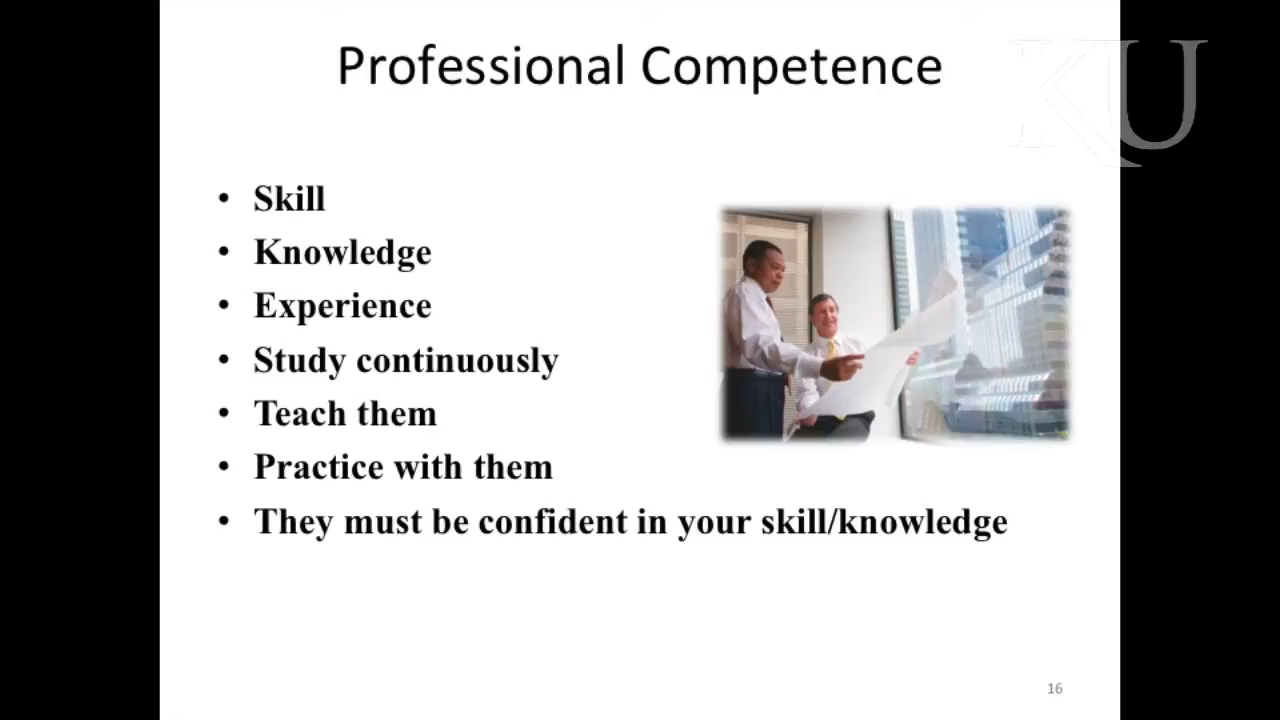 Professional Competence
KU
• Skill
• Knowledge
• Experience
• Study continuously
• Teach them
• Practice with them
• They must be confident in your skill/knowledge
16